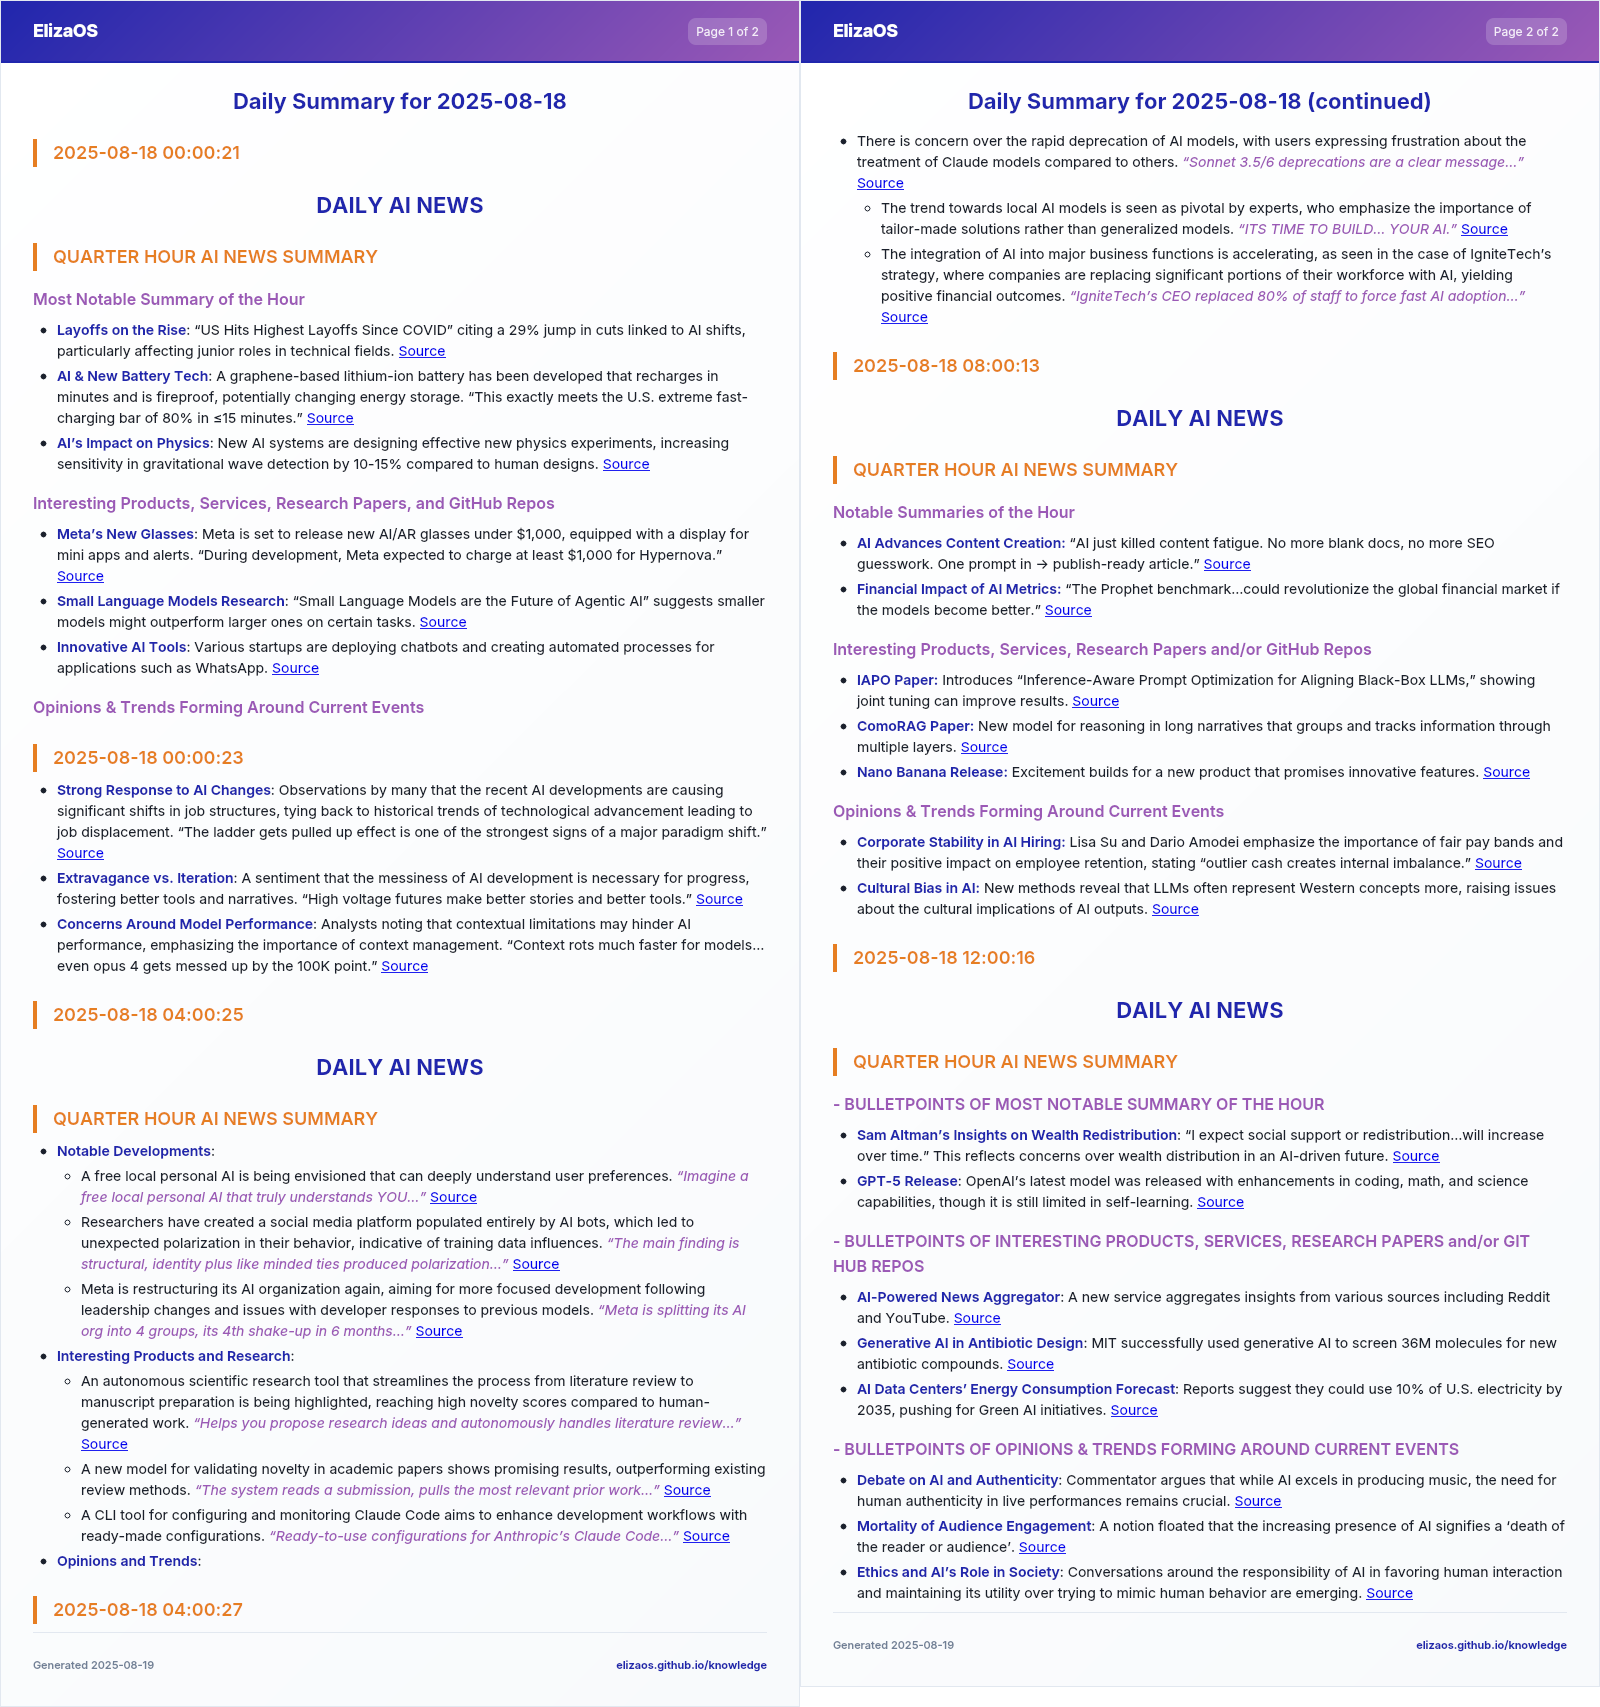 ElizaOS
Page 1 of 2
Daily Summary for 2025-08-18
2025-08-18 00:00:21
DAILY AI NEWS
QUARTER HOUR AI NEWS SUMMARY
Most Notable Summary of the Hour
• Layoffs on the Rise: “US Hits Highest Layoffs Since COVID” citing a 29% jump in cuts linked to AI shifts,
particularly affecting junior roles in technical fields. Source
• AI & New Battery Tech: A graphene-based lithium-ion battery has been developed that recharges in
minutes and is fireproof, potentially changing energy storage. “This exactly meets the U.S. extreme fast-
charging bar of 80% in ≤15 minutes.” Source
• AI’s Impact on Physics: New AI systems are designing effective new physics experiments, increasing
sensitivity in gravitational wave detection by 10-15% compared to human designs. Source
Interesting Products, Services, Research Papers, and GitHub Repos
• Meta’s New Glasses: Meta is set to release new AI/AR glasses under $1,000, equipped with a display for
mini apps and alerts. “During development, Meta expected to charge at least $1,000 for Hypernova.”
Source
• Small Language Models Research: “Small Language Models are the Future of Agentic AI” suggests smaller
models might outperform larger ones on certain tasks. Source
• Innovative AI Tools: Various startups are deploying chatbots and creating automated processes for
applications such as WhatsApp. Source
Opinions & Trends Forming Around Current Events
2025-08-18 00:00:23
• Strong Response to AI Changes: Observations by many that the recent AI developments are causing
significant shifts in job structures, tying back to historical trends of technological advancement leading to
job displacement. “The ladder gets pulled up effect is one of the strongest signs of a major paradigm shift.”
Source
• Extravagance vs. Iteration: A sentiment that the messiness of AI development is necessary for progress,
fostering better tools and narratives. “High voltage futures make better stories and better tools.” Source
• Concerns Around Model Performance: Analysts noting that contextual limitations may hinder AI
performance, emphasizing the importance of context management. “Context rots much faster for models…
even opus 4 gets messed up by the 100K point.” Source
2025-08-18 04:00:25
DAILY AI NEWS
QUARTER HOUR AI NEWS SUMMARY
• Notable Developments:
◦ A free local personal AI is being envisioned that can deeply understand user preferences. “Imagine a
free local personal AI that truly understands YOU…” Source
◦ Researchers have created a social media platform populated entirely by AI bots, which led to
unexpected polarization in their behavior, indicative of training data influences. “The main finding is
structural, identity plus like minded ties produced polarization…” Source
◦ Meta is restructuring its AI organization again, aiming for more focused development following
leadership changes and issues with developer responses to previous models. “Meta is splitting its AI
org into 4 groups, its 4th shake-up in 6 months…” Source
• Interesting Products and Research:
◦ An autonomous scientific research tool that streamlines the process from literature review to
manuscript preparation is being highlighted, reaching high novelty scores compared to human-
generated work. “Helps you propose research ideas and autonomously handles literature review…”
Source
◦ A new model for validating novelty in academic papers shows promising results, outperforming existing
review methods. “The system reads a submission, pulls the most relevant prior work…” Source
◦ A CLI tool for configuring and monitoring Claude Code aims to enhance development workflows with
ready-made configurations. “Ready-to-use configurations for Anthropic’s Claude Code…” Source
• Opinions and Trends:
2025-08-18 04:00:27
Generated 2025-08-19
elizaos.github.io/knowledge
ElizaOS
Page 2 of 2
Daily Summary for 2025-08-18 (continued)
• There is concern over the rapid deprecation of AI models, with users expressing frustration about the
treatment of Claude models compared to others. “Sonnet 3.5/6 deprecations are a clear message…”
Source
◦ The trend towards local AI models is seen as pivotal by experts, who emphasize the importance of
tailor-made solutions rather than generalized models. “ITS TIME TO BUILD… YOUR AI.” Source
◦ The integration of AI into major business functions is accelerating, as seen in the case of IgniteTech’s
strategy, where companies are replacing significant portions of their workforce with AI, yielding
positive financial outcomes. “IgniteTech’s CEO replaced 80% of staff to force fast AI adoption…”
Source
2025-08-18 08:00:13
DAILY AI NEWS
QUARTER HOUR AI NEWS SUMMARY
Notable Summaries of the Hour
• AI Advances Content Creation: “AI just killed content fatigue. No more blank docs, no more SEO
guesswork. One prompt in → publish-ready article.” Source
• Financial Impact of AI Metrics: “The Prophet benchmark…could revolutionize the global financial market if
the models become better.” Source
Interesting Products, Services, Research Papers and/or GitHub Repos
• IAPO Paper: Introduces “Inference-Aware Prompt Optimization for Aligning Black-Box LLMs,” showing
joint tuning can improve results. Source
• ComoRAG Paper: New model for reasoning in long narratives that groups and tracks information through
multiple layers. Source
• Nano Banana Release: Excitement builds for a new product that promises innovative features. Source
Opinions & Trends Forming Around Current Events
• Corporate Stability in AI Hiring: Lisa Su and Dario Amodei emphasize the importance of fair pay bands and
their positive impact on employee retention, stating “outlier cash creates internal imbalance.” Source
• Cultural Bias in AI: New methods reveal that LLMs often represent Western concepts more, raising issues
about the cultural implications of AI outputs. Source
2025-08-18 12:00:16
DAILY AI NEWS
QUARTER HOUR AI NEWS SUMMARY
- BULLETPOINTS OF MOST NOTABLE SUMMARY OF THE HOUR
• Sam Altman’s Insights on Wealth Redistribution: “I expect social support or redistribution…will increase
over time.” This reflects concerns over wealth distribution in an AI-driven future. Source
• GPT-5 Release: OpenAI’s latest model was released with enhancements in coding, math, and science
capabilities, though it is still limited in self-learning. Source
- BULLETPOINTS OF INTERESTING PRODUCTS, SERVICES, RESEARCH PAPERS and/or GIT
HUB REPOS
• AI-Powered News Aggregator: A new service aggregates insights from various sources including Reddit
and YouTube. Source
• Generative AI in Antibiotic Design: MIT successfully used generative AI to screen 36M molecules for new
antibiotic compounds. Source
• AI Data Centers’ Energy Consumption Forecast: Reports suggest they could use 10% of U.S. electricity by
2035, pushing for Green AI initiatives. Source
- BULLETPOINTS OF OPINIONS & TRENDS FORMING AROUND CURRENT EVENTS
• Debate on AI and Authenticity: Commentator argues that while AI excels in producing music, the need for
human authenticity in live performances remains crucial. Source
• Mortality of Audience Engagement: A notion floated that the increasing presence of AI signifies a ‘death of
the reader or audience’. Source
• Ethics and AI’s Role in Society: Conversations around the responsibility of AI in favoring human interaction
and maintaining its utility over trying to mimic human behavior are emerging. Source
Generated 2025-08-19
elizaos.github.io/knowledge